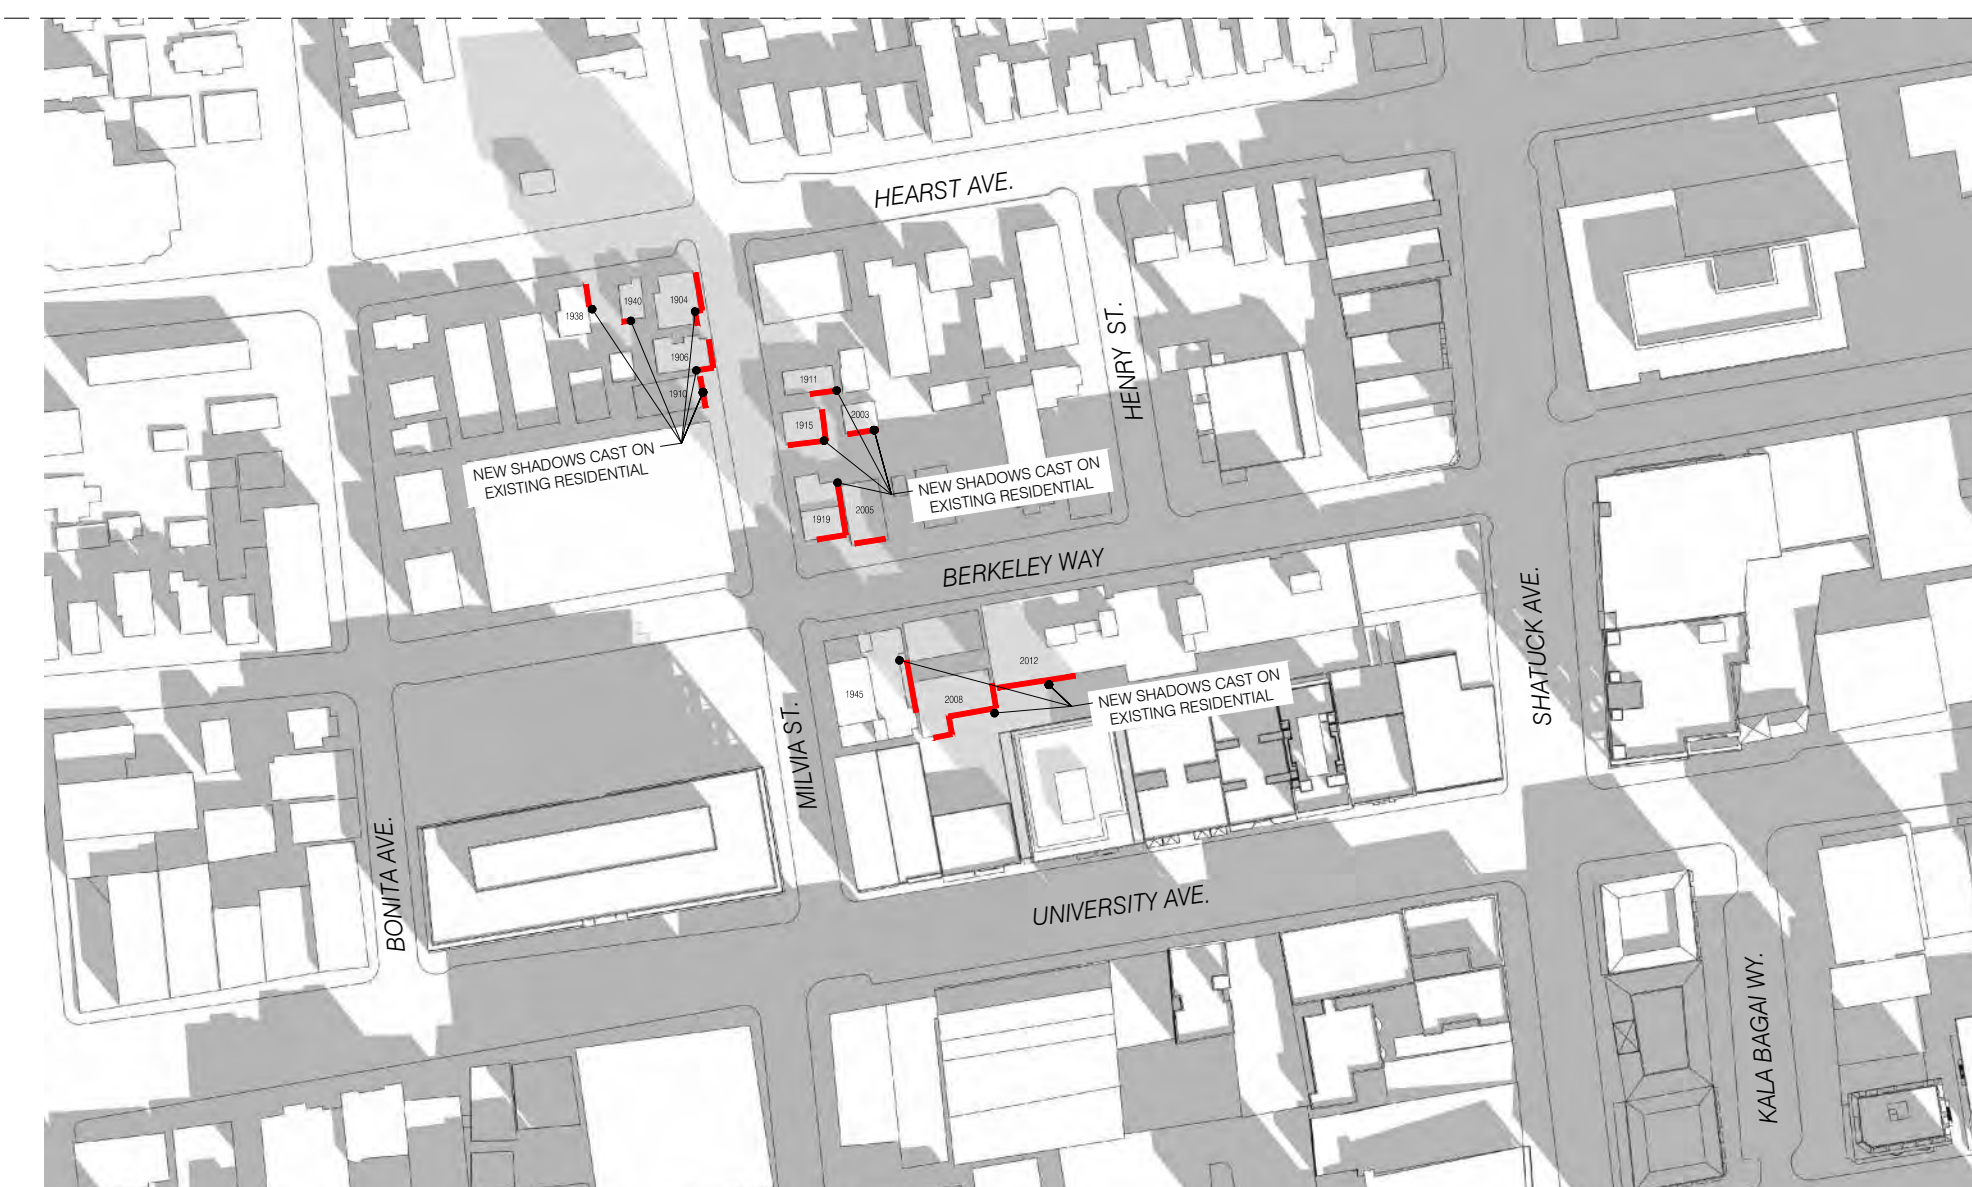 HEARST AVE.
1938
1940
1904
1906
1910
HENRY ST.
1911
1915
2003
NEW SHADOWS CAST ON
EXISTING RESIDENTIAL
NEW SHADOWS CAST ON
EXISTING RESIDENTIAL
1919
2005
BERKELEY WAY
SHATUCK AVE.
1945
2008
2012
NEW SHADOWS CAST ON
EXISTING RESIDENTIAL
MILVIA ST.
BONITA AVE.
UNIVERSITY AVE.
KALA BAGAI WY.